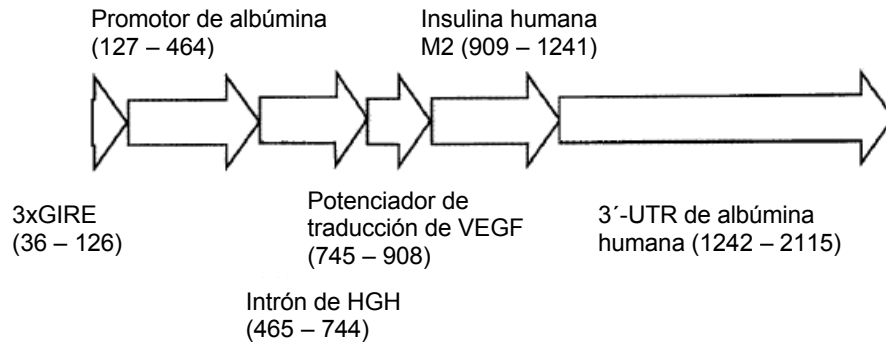 Promotor de albúmina
(127 – 464)
Insulina humana
M2 (909 – 1241)
3xGIRE
(36 – 126)
Potenciador de
traducción de VEGF
(745 – 908)
3´-UTR de albúmina
humana (1242 – 2115)
Intrón de HGH
(465 – 744)